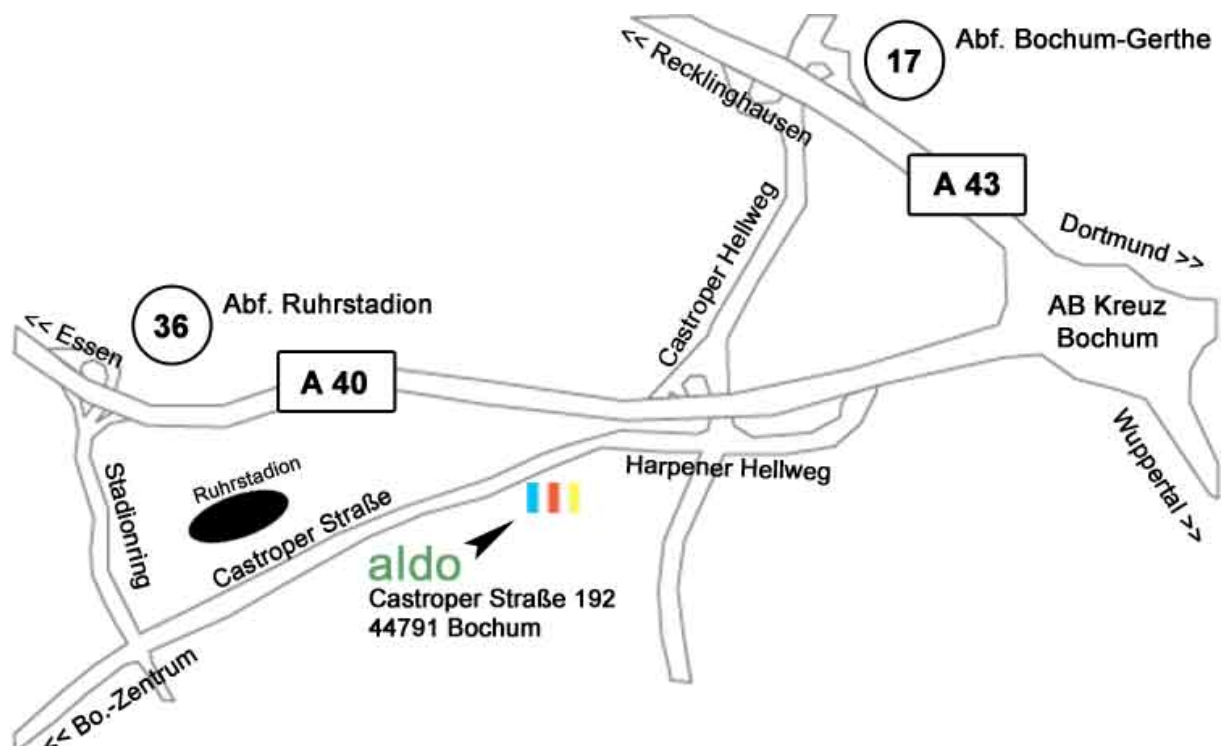 17
Abf. Bochum-Gerthe
<< Recklinghausen
A 43
Castroper Hellweg
Dortmund >>
AB Kreuz
Bochum
36
Abf. Ruhrstadion
<< Essen
A 40
Wuppertal >>
Harpener Hellweg
Stadionring
Ruhrstadion
Castroper Straße
aldo
Castroper Straße 192
44791 Bochum
<< Bo.-Zentrum